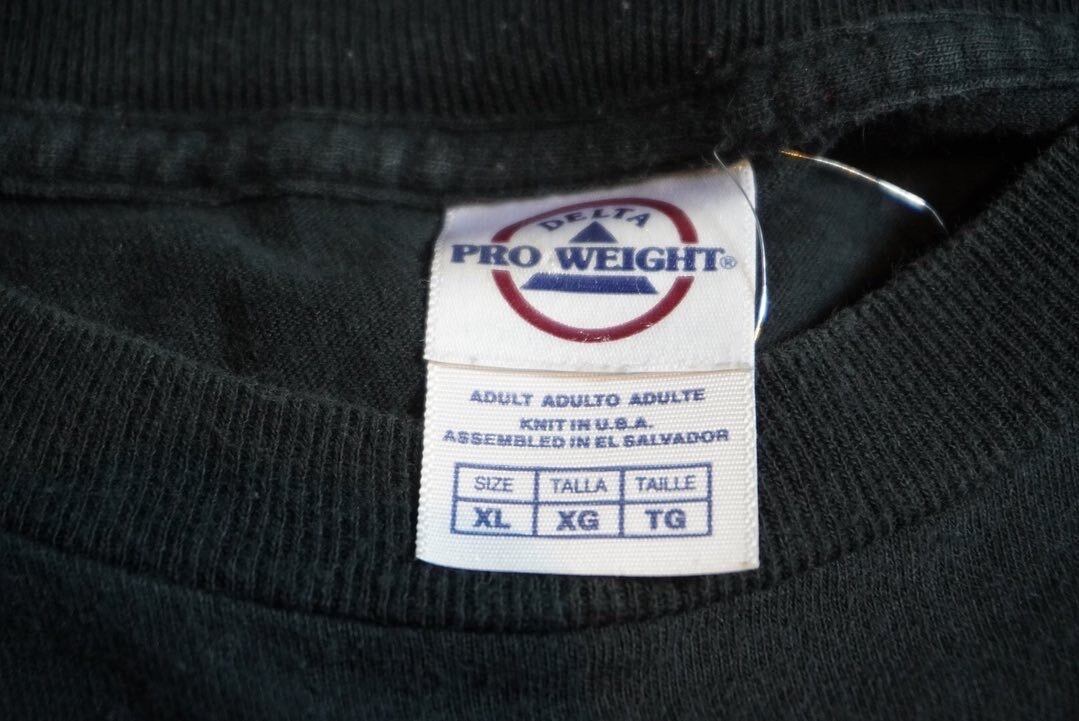 DELTA
PRO WEIGHT®
ADULT ADULTO ADULTE
KNIT IN U.S.A.
ASSEMBLED IN EL SALVADOR
SIZE TALLA TAILLE
XL XG TG